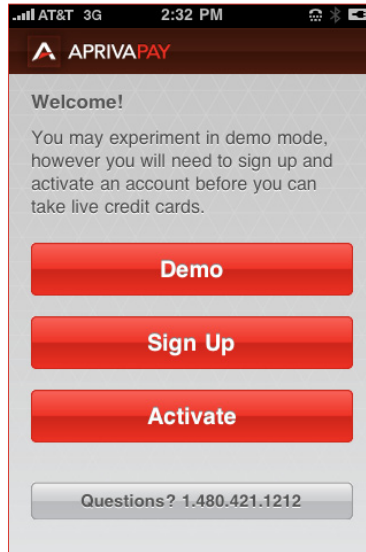 AT&T 3G 2:32 PM
APRIVAPAY
Welcome!
You may experiment in demo mode,
however you will need to sign up and
activate an account before you can
take live credit cards.
Demo
Sign Up
Activate
Questions? 1.480.421.1212